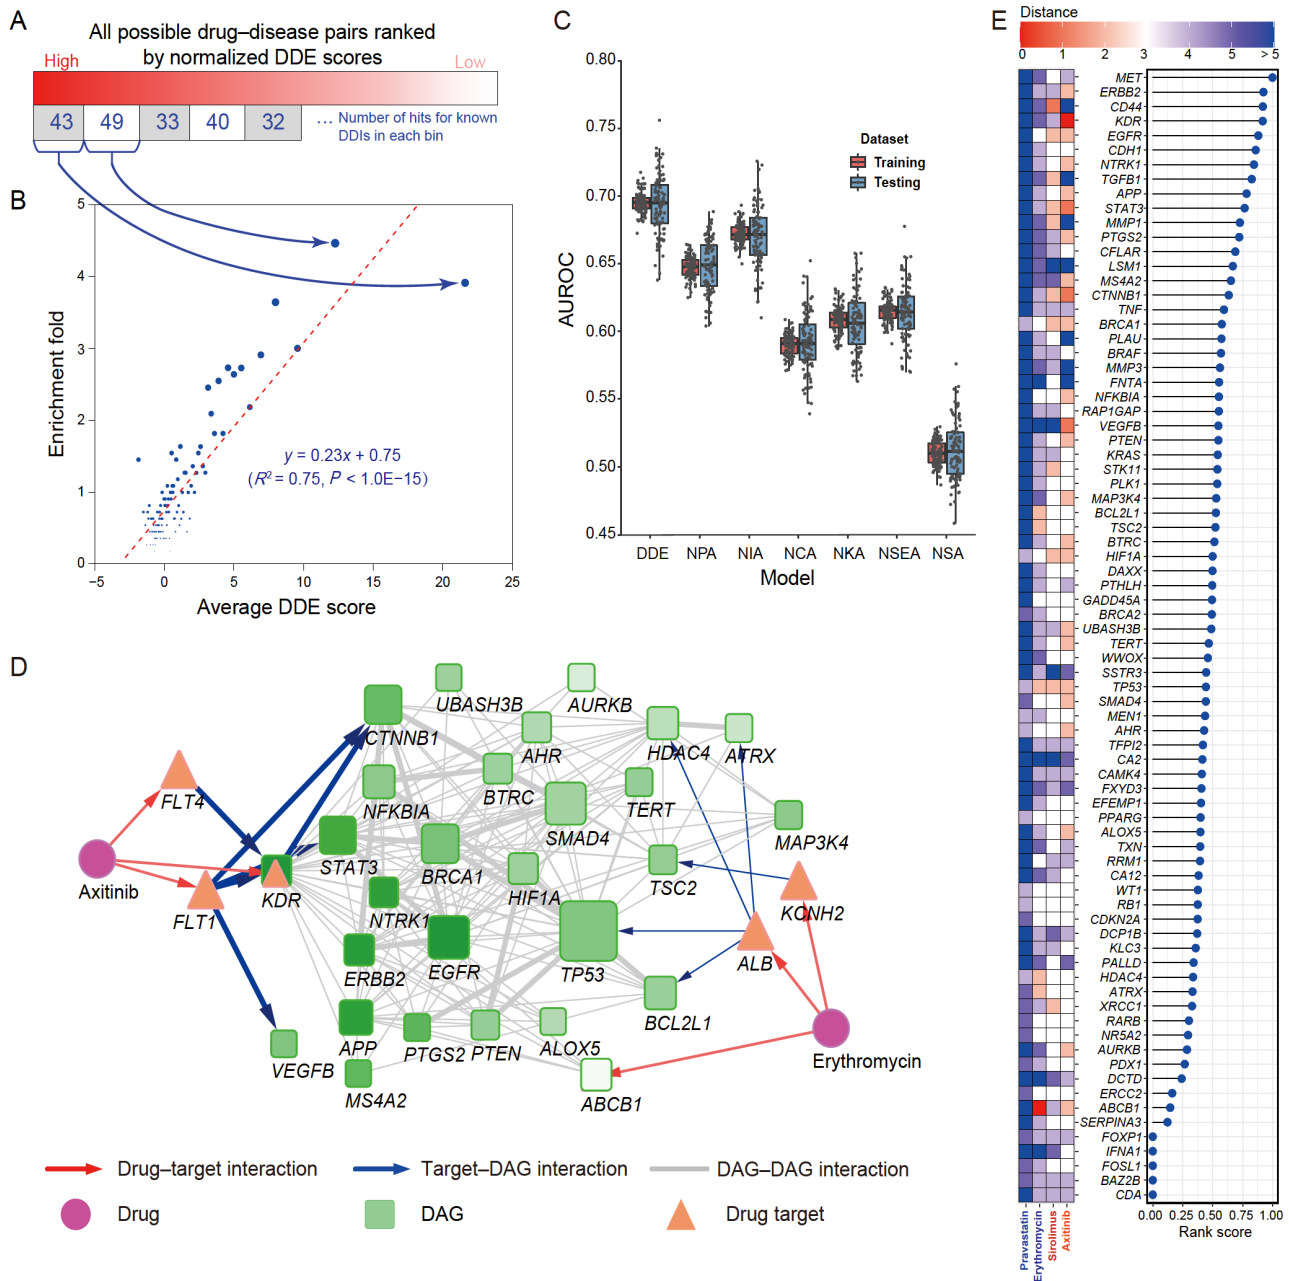 A
All possible drug–disease pairs ranked
by normalized DDE scores
High
Low
43
49
33
40
32
... Number of hits for known
DDIs in each bin
B
Enrichment fold
5
4
3
2
1
0
−5
0
5
10
15
20
25
Average DDE score
y = 0.23x + 0.75
(R² = 0.75, P < 1.0E−15)
C
AUROC
0.80
0.75
0.70
0.65
0.60
0.55
0.50
0.45
Dataset
Training
Testing
DDE
NPA
NIA
NCA
NKA
NSEA
NSA
Model
D
UBASH3B
AURKB
CTNNB1
AHR
HDAC4
ATRX
FLT4
NFKBIA
BTRC
TERT
SMAD4
MAP3K4
Axitinib
STAT3
BRCA1
HIF1A
TSC2
KDR
FLT1
NTRK1
KCNH2
ERBB2
EGFR
TP53
ALB
BCL2L1
APP
PTGS2
PTEN
ALOX5
VEGFB
MS4A2
ABCB1
Erythromycin
Drug–target interaction
Target–DAG interaction
DAG–DAG interaction
Drug
DAG
Drug target
E
Distance
0
1
2
3
4
5
> 5
MET
ERBB2
CD44
KDR
EGFR
CDH1
NTRK1
TGFB1
APP
STAT3
MMP1
PTGS2
CFLAR
LSM1
MS4A2
CTNNB1
TNF
BRCA1
PLAU
BRAF
MMP3
FNTA
NFKBIA
RAP1GAP
VEGFB
PTEN
KRAS
STK11
PLK1
MAP3K4
BCL2L1
TSC2
BTRC
HIF1A
DAXX
PTHLH
GADD45A
BRCA2
UBASH3B
TERT
WWOX
SSTR3
TP53
SMAD4
MEN1
AHR
TFPI2
CA2
CAMK4
FXYD3
EFEMP1
PPARG
ALOX5
TXN
RRM1
CA12
WT1
RB1
CDKN2A
DCP1B
KLC3
PALLD
HDAC4
ATRX
XRCC1
RARB
NR5A2
AURKB
PDX1
DCTD
ERCC2
ABCB1
SERPINA3
FOXP1
IFNA1
FOSL1
BAZ2B
CDA
Pravastatin
Erythromycin
Sirolimus
Axitinib
0.00
0.25
0.50
0.75
1.00
Rank score